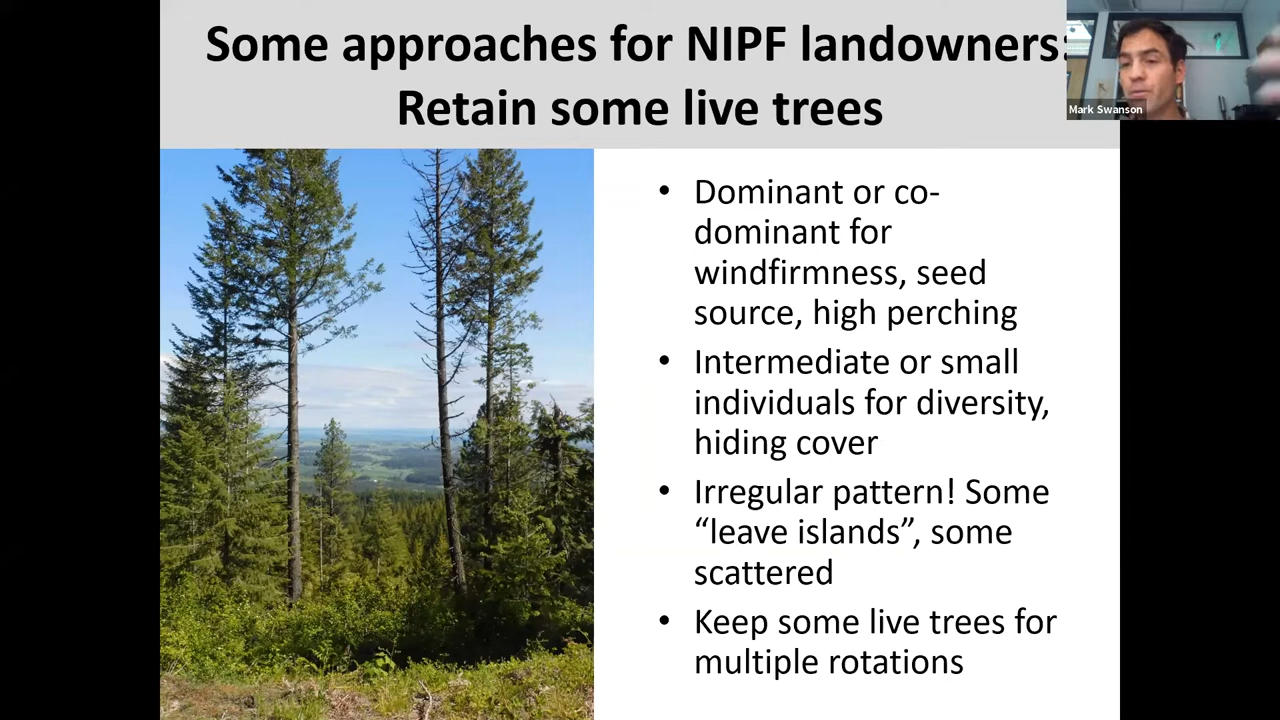 Some approaches for NIPF landowners:
Retain some live trees
Mark Swanson
• Dominant or co-
dominant for
windfirmness, seed
source, high perching
• Intermediate or small
individuals for diversity,
hiding cover
• Irregular pattern! Some
“leave islands”, some
scattered
• Keep some live trees for
multiple rotations